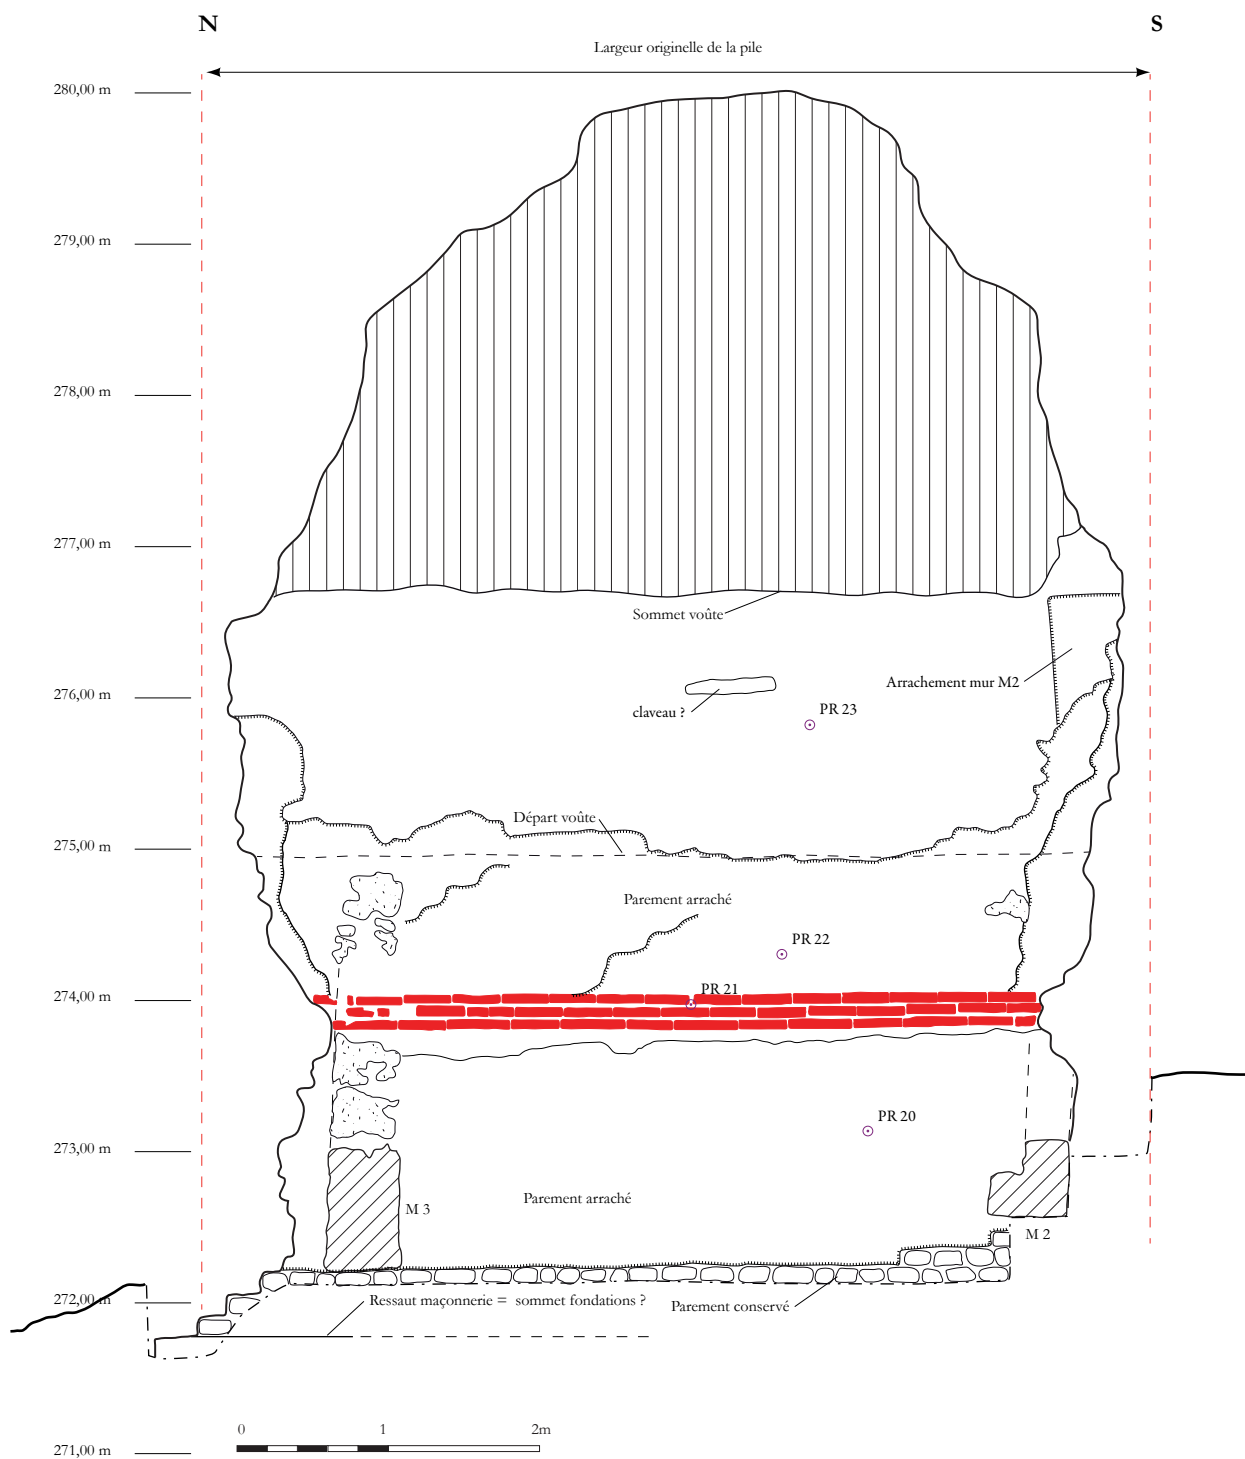 N
S
Largeur originelle de la pile
280,00 m
279,00 m
278,00 m
277,00 m
Sommet voûte
276,00 m
Arrachement mur M2
claveau ?
PR 23
Départ voûte
275,00 m
Parement arraché
PR 22
PR 21
274,00 m
PR 20
273,00 m
Parement arraché
M 3
M 2
272,00 m
Ressaut maçonnerie = sommet fondations ?
Parement conservé
0 1 2m
271,00 m